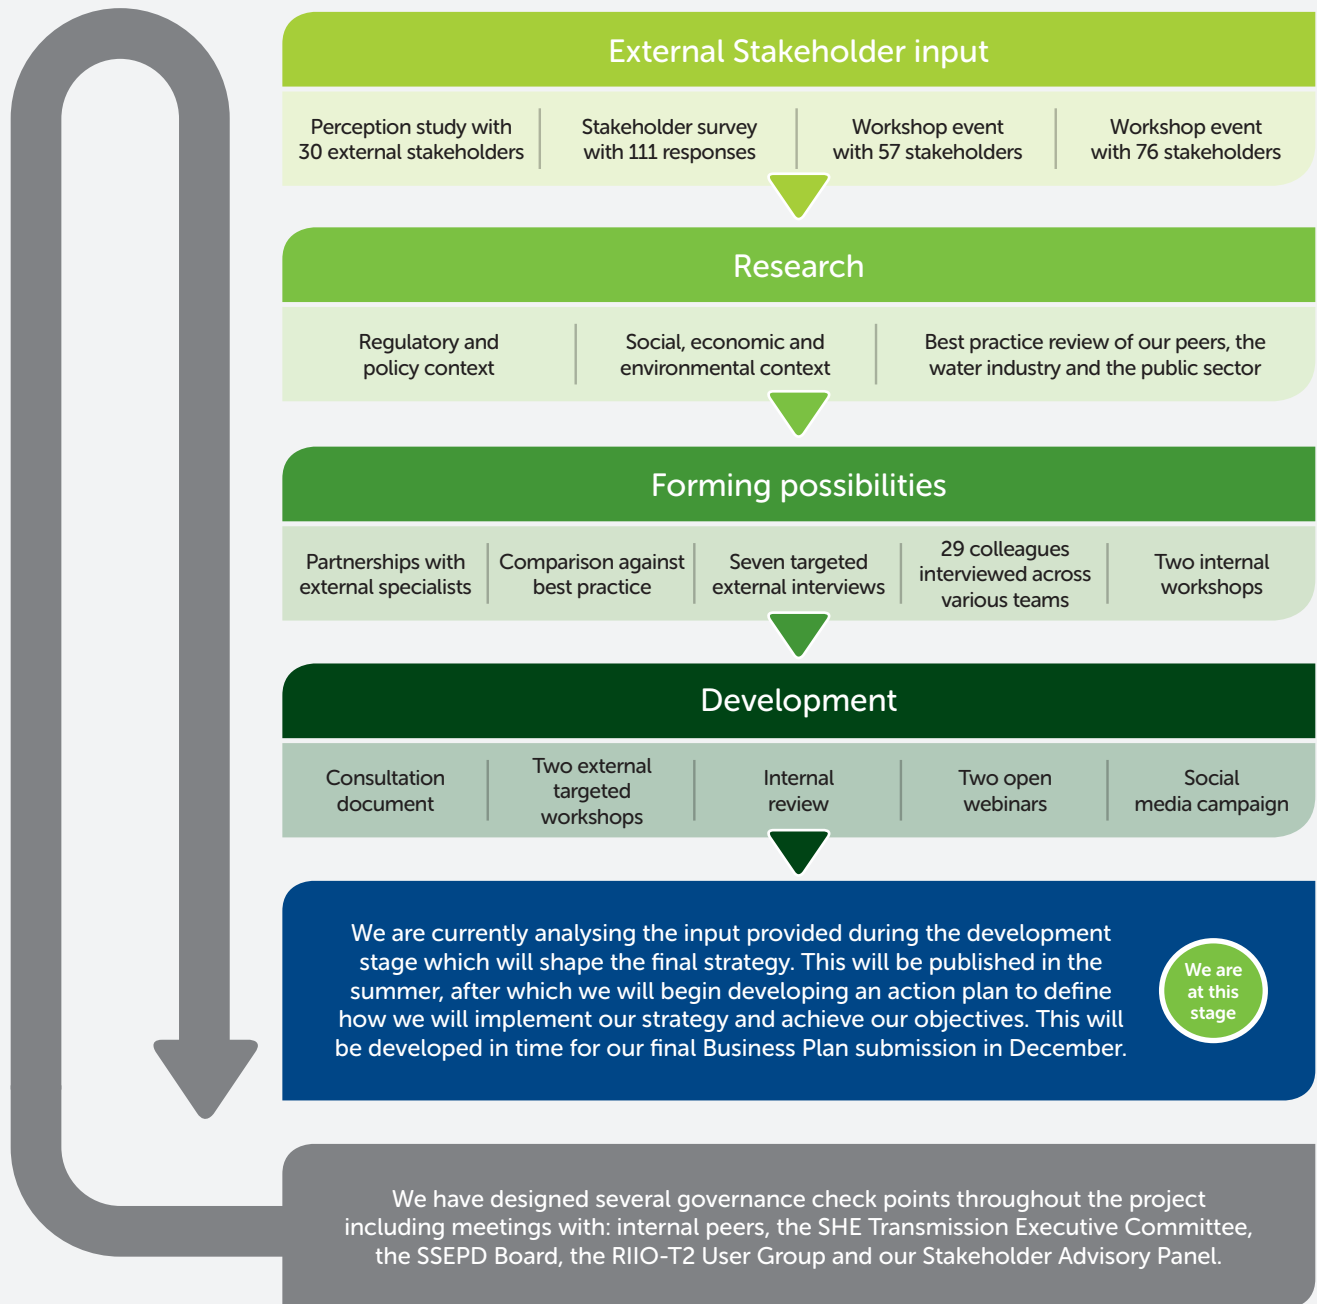 External Stakeholder input
Perception study with
30 external stakeholders
Stakeholder survey
with 111 responses
Workshop event
with 57 stakeholders
Workshop event
with 76 stakeholders
Research
Regulatory and
policy context
Social, economic and
environmental context
Best practice review of our peers, the
water industry and the public sector
Forming possibilities
Partnerships with
external specialists
Comparison against
best practice
Seven targeted
external interviews
29 colleagues
interviewed across
various teams
Two internal
workshops
Development
Consultation
document
Two external
targeted
workshops
Internal
review
Two open
webinars
Social
media campaign
We are currently analysing the input provided during the development
stage which will shape the final strategy. This will be published in the
summer, after which we will begin developing an action plan to define
how we will implement our strategy and achieve our objectives. This will
be developed in time for our final Business Plan submission in December.
We are
at this
stage
We have designed several governance check points throughout the project
including meetings with: internal peers, the SHE Transmission Executive Committee,
the SSEPD Board, the RIIO-T2 User Group and our Stakeholder Advisory Panel.